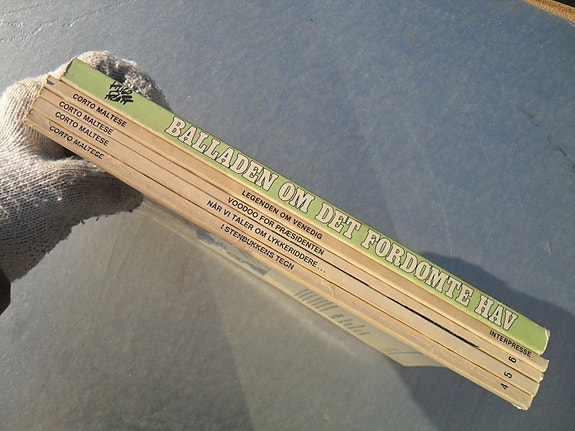 BALLADEN OM DET FORDØMTE HAV
CORTO MALTESE LEGENDEN OM VENEDIG INTERPRESSE
CORTO MALTESE VOODOO FOR PRÆSIDENTEN 6
CORTO MALTESE NÅR VI TALER OM LYKKERIDDERE... 5
CORTO MALTESE I STENBUKKENS TEGN 4